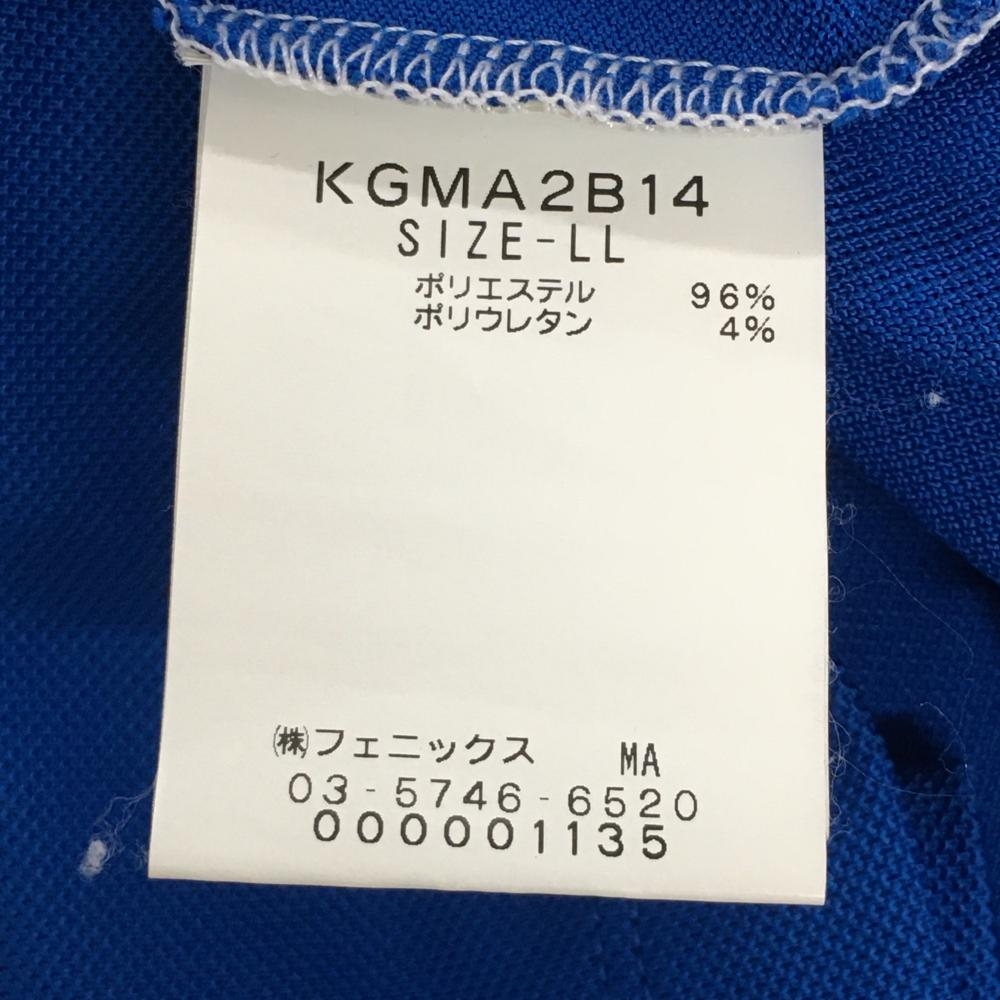 KGMA2B14
SIZE-LL
ポリエステル 96%
ポリウレタン 4%
㈱フェニックス MA
03-5746-6520
000001135